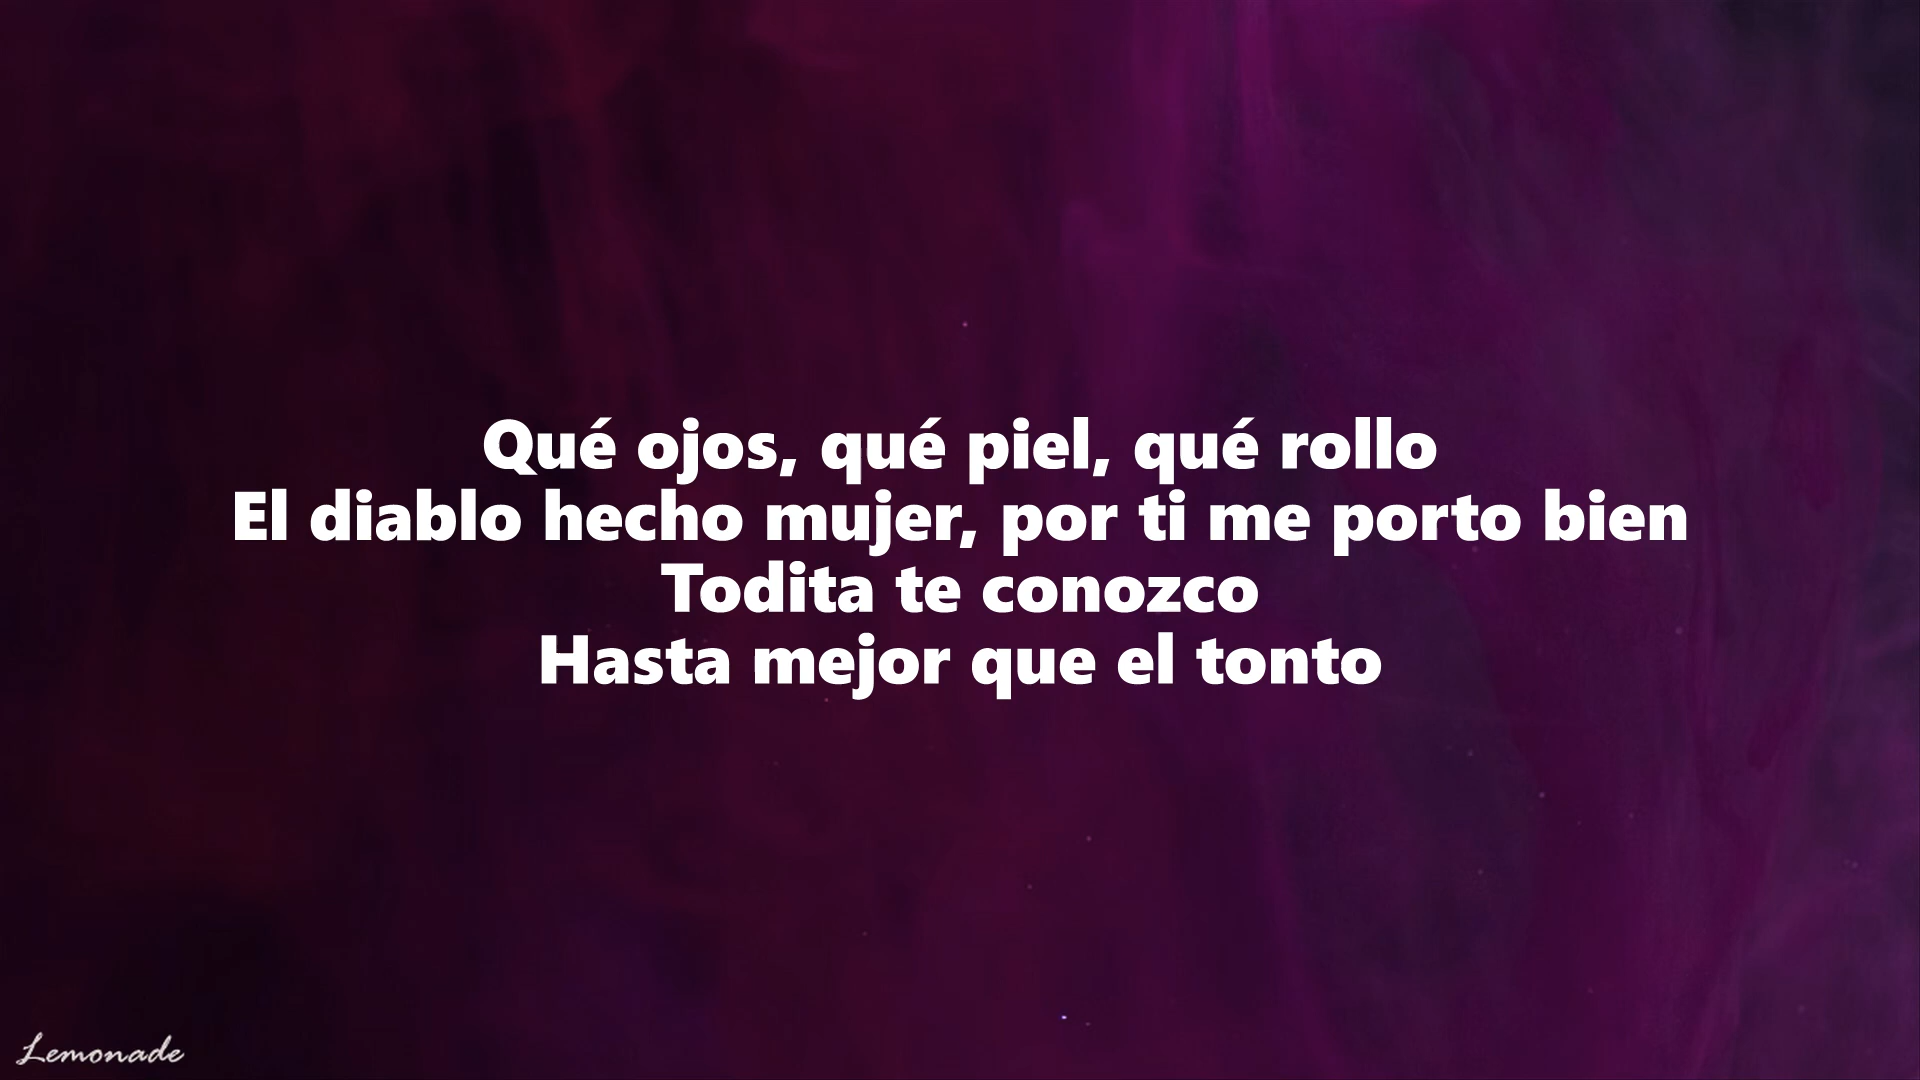 Qué ojos, qué piel, qué rollo
El diablo hecho mujer, por ti me porto bien
Todita te conozco
Hasta mejor que el tonto
Lemonade